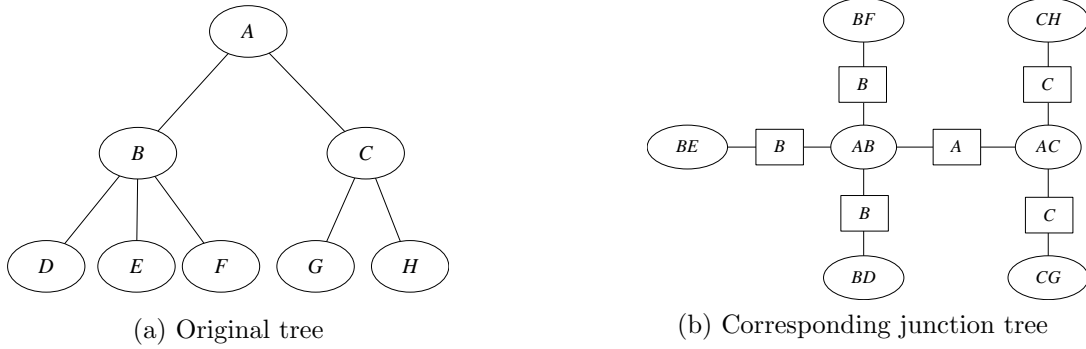 A
B
C
D
E
F
G
H
(a) Original tree
BF
CH
B
C
BE
B
AB
A
AC
B
C
BD
CG
(b) Corresponding junction tree